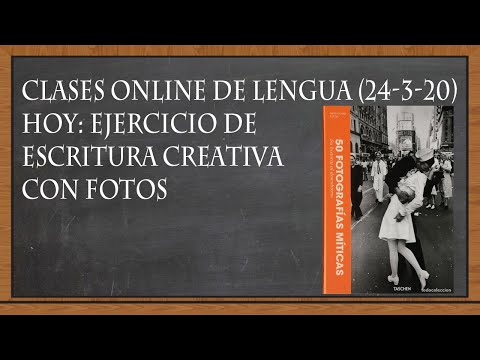 CLASES ONLINE DE LENGUA (24-3-20)
HOY: EJERCICIO DE
ESCRITURA CREATIVA
CON FOTOS
50 FOTOGRAFÍAS MÍTICAS
TASCHEN
todocoleccion